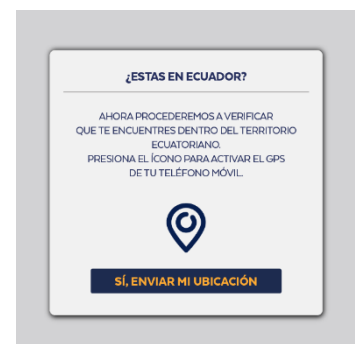 ¿ESTAS EN ECUADOR?
AHORA PROCEDEREMOS A VERIFICAR
QUE TE ENCUENTRES DENTRO DEL TERRITORIO
ECUATORIANO.
PRESIONA EL ÍCONO PARA ACTIVAR EL GPS
DE TU TELÉFONO MÓVIL.
SÍ, ENVIAR MI UBICACIÓN